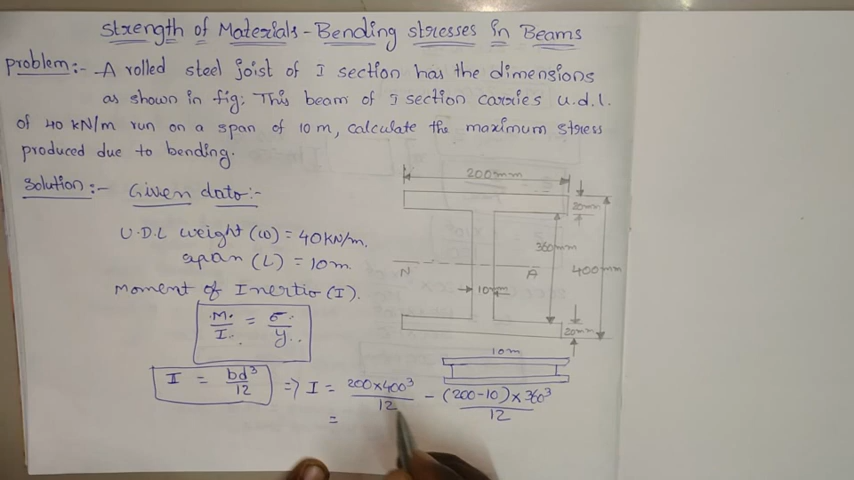 Strength of Materials - Bending stresses in Beams
problem:- A rolled steel joist of I section has the dimensions
as shown in fig: This beam of I section carries u.d.l.
of 40 kN/m run on a span of 10 m, calculate the maximum stress
produced due to bending.
Solution:- Given data:-
U.D.L weight (w) = 40 KN/m.
span (L) = 10 m.
Moment of Inertia (I).
M/I = σ/y
I = bd³/12 => I = 200×400³/12 - (200-10)×360³/12
=
200mm
20mm
360mm
400mm
N A
10mm
20mm
10m